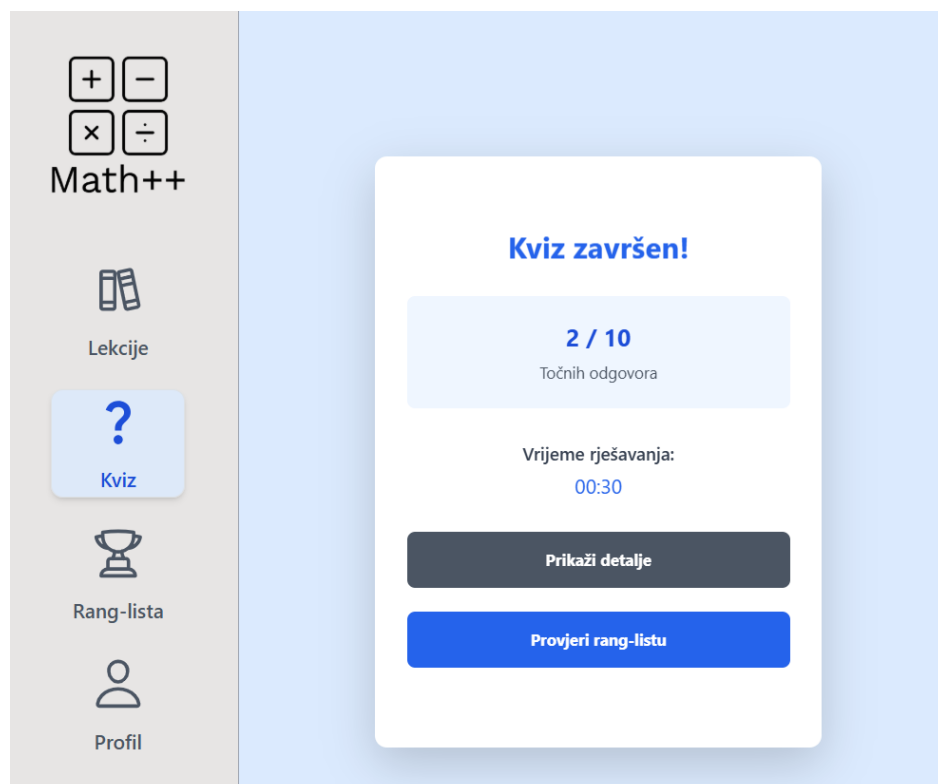 + −
× ÷
Math++
Lekcije
?
Kviz
Rang-lista
Profil
Kviz završen!
2 / 10
Točnih odgovora
Vrijeme rješavanja:
00:30
Prikaži detalje
Provjeri rang-listu